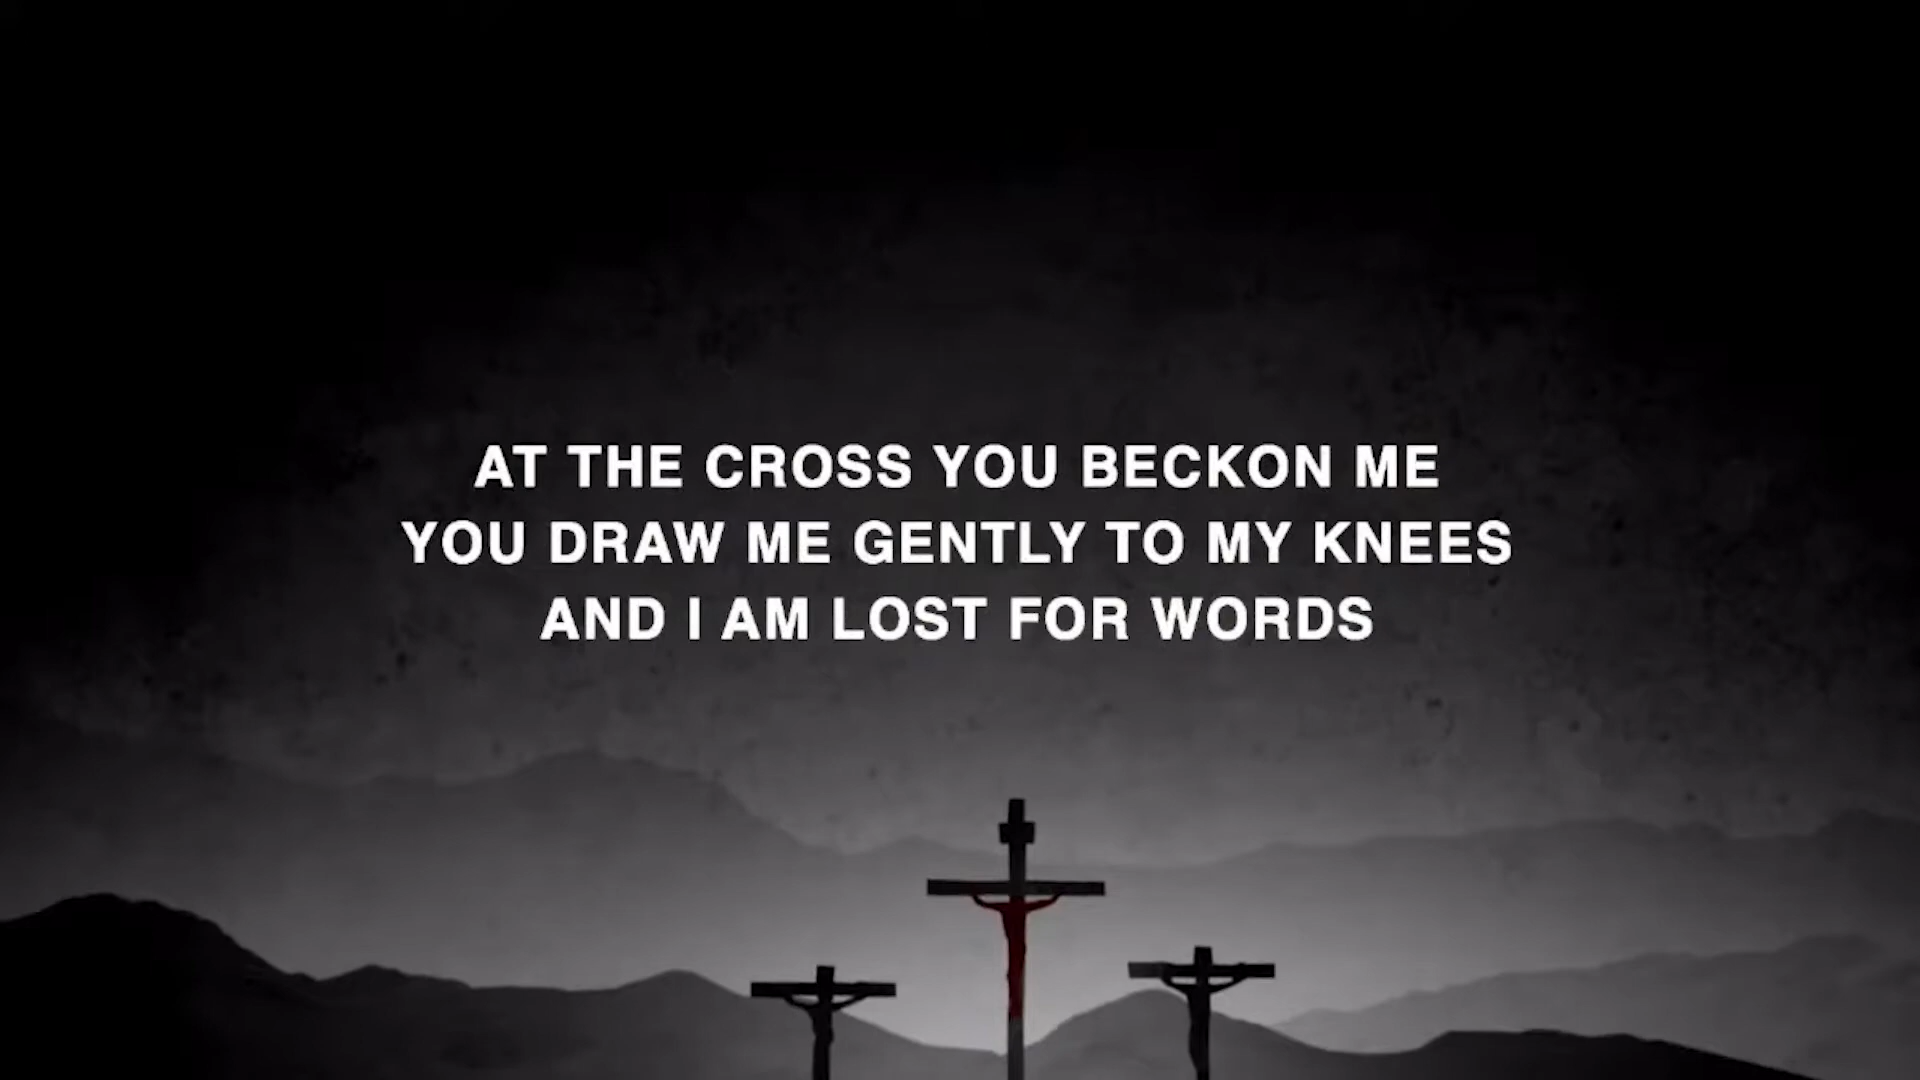 AT THE CROSS YOU BECKON ME
YOU DRAW ME GENTLY TO MY KNEES
AND I AM LOST FOR WORDS